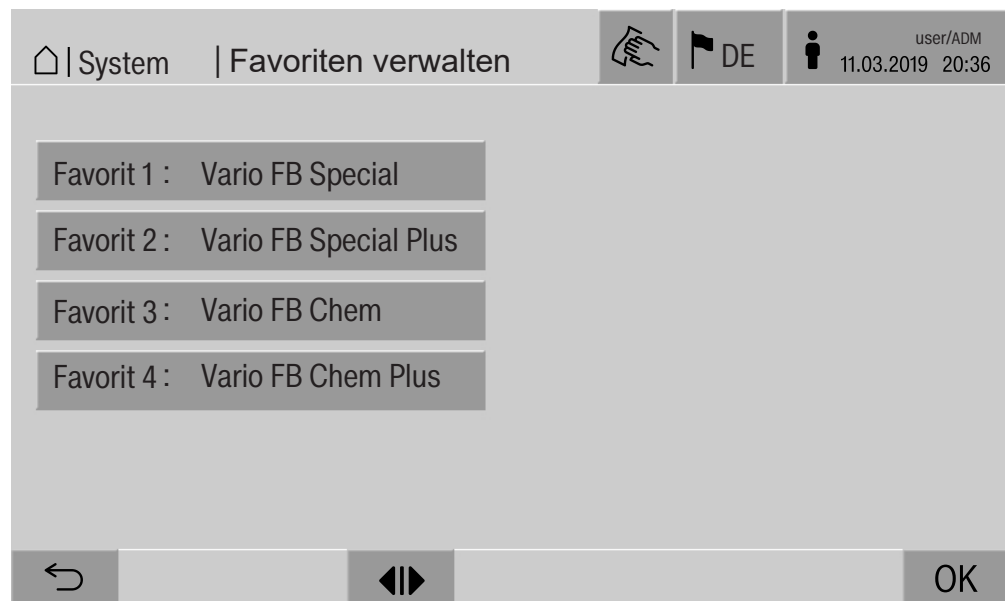 | System | Favoriten verwalten
DE
user/ADM
11.03.2019 20:36
Favorit 1 : Vario FB Special
Favorit 2 : Vario FB Special Plus
Favorit 3 : Vario FB Chem
Favorit 4 : Vario FB Chem Plus
OK